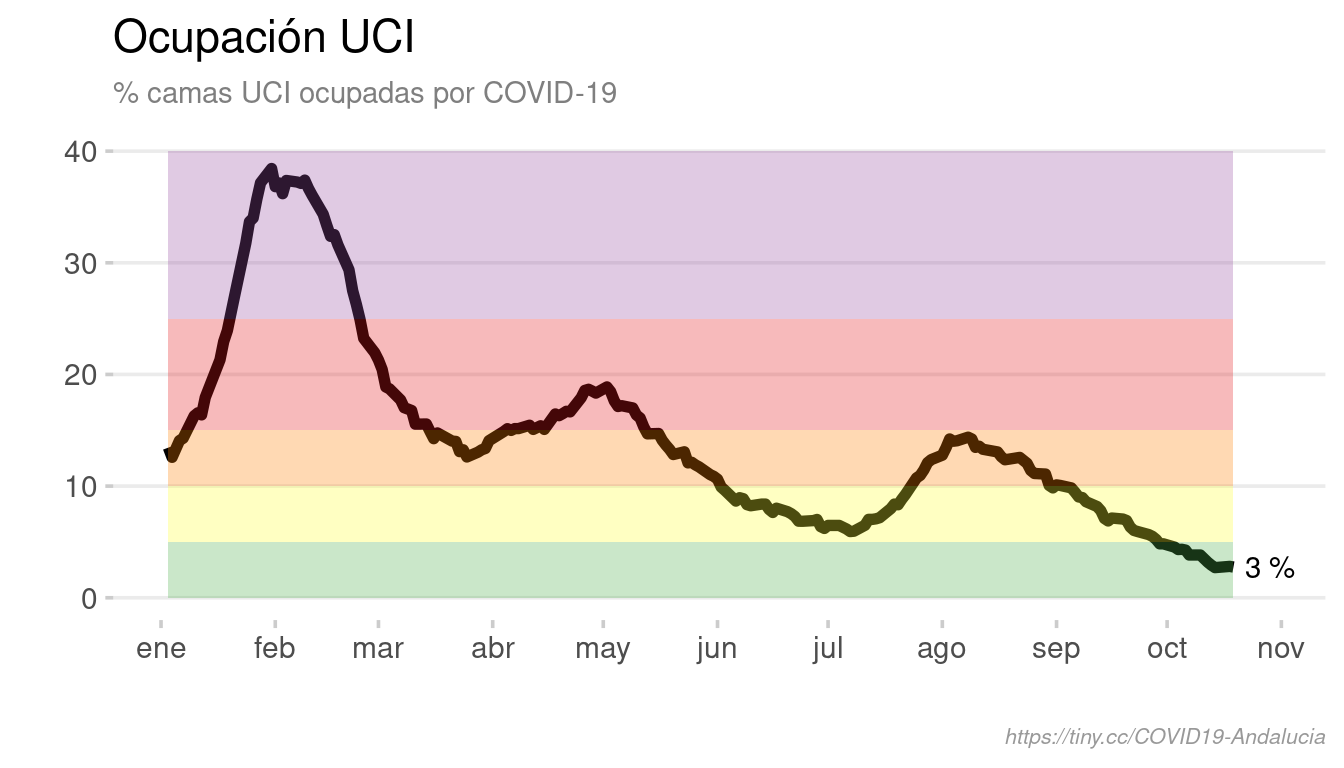 Ocupación UCI
% camas UCI ocupadas por COVID-19
40
30
20
10
0
3 %
ene feb mar abr may jun jul ago sep oct nov
https://tiny.cc/COVID19-Andalucia